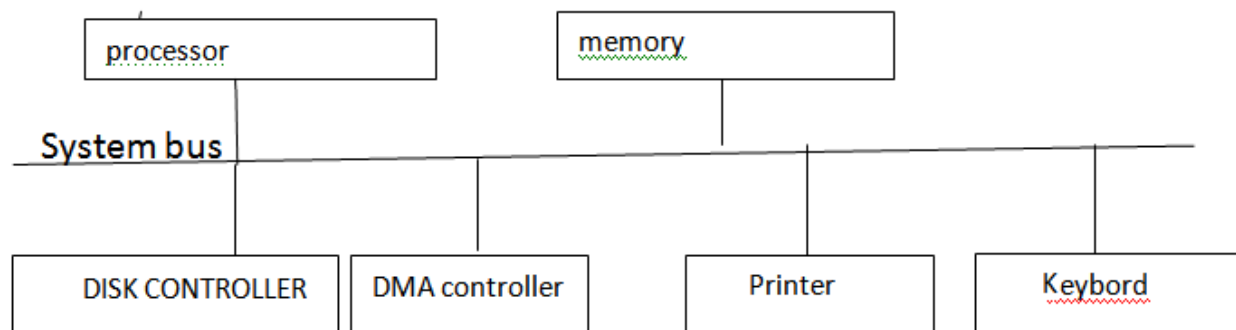 processor
memory
System bus
DISK CONTROLLER
DMA controller
Printer
Keybord